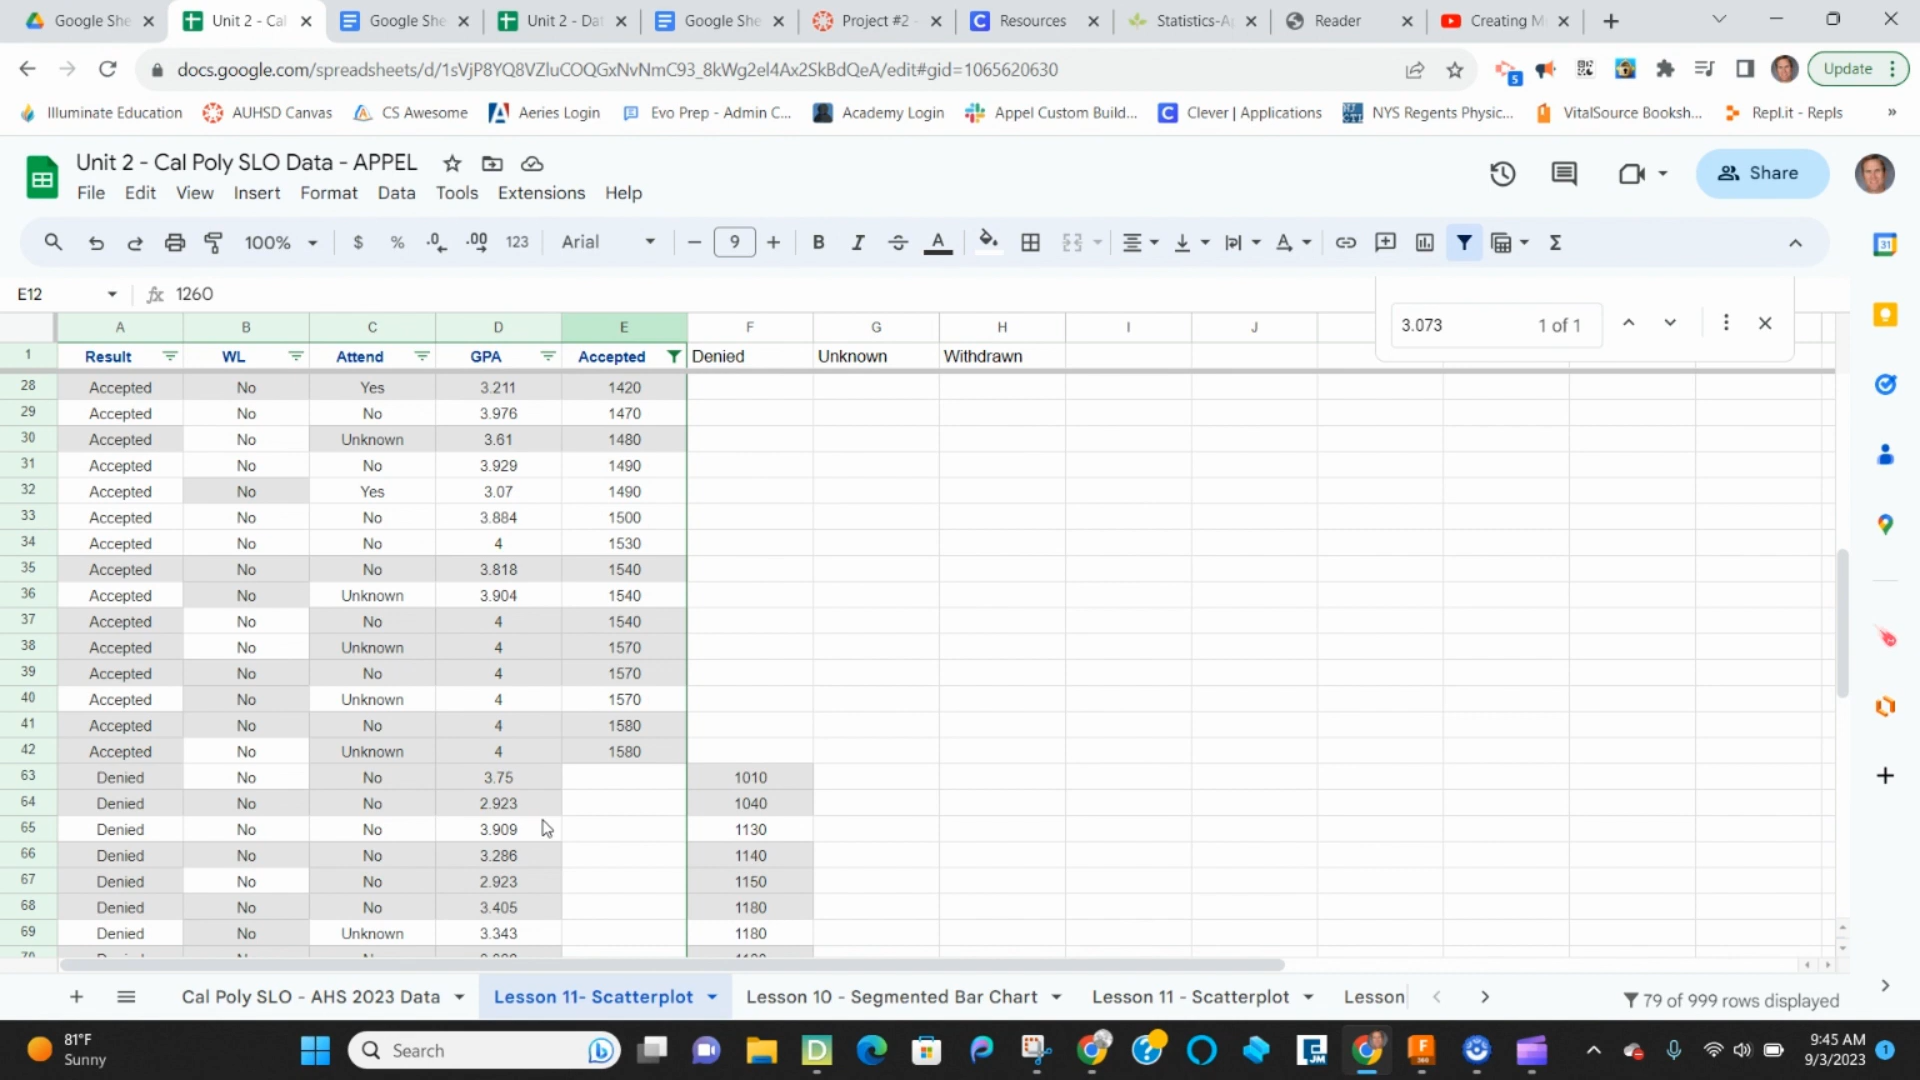 Google She
Unit 2 - Cal
Google She
Unit 2 - Dat
Google She
Project #2 -
Resources
Statistics-Ap
Reader
Creating M
docs.google.com/spreadsheets/d/1sVjP8YQ8VZluCOQGxNvNmC93_8kWg2el4Ax2SkBdQeA/edit#gid=1065620630
5
Update
Illuminate Education
AUHSD Canvas
CS Awesome
Aeries Login
Evo Prep - Admin C...
Academy Login
Appel Custom Build...
Clever | Applications
NYS Regents Physic...
VitalSource Booksh...
Repl.it - Repls
»
Unit 2 - Cal Poly SLO Data - APPEL
File Edit View Insert Format Data Tools Extensions Help
Share
100% $ % .0 .00 123 Arial 9 B I A Σ
31
E12 fx 1260
3.073 1 of 1
A B C D E F G H I J
1 Result WL Attend GPA Accepted Denied Unknown Withdrawn
28 Accepted No Yes 3.211 1420
29 Accepted No No 3.976 1470
30 Accepted No Unknown 3.61 1480
31 Accepted No No 3.929 1490
32 Accepted No Yes 3.07 1490
33 Accepted No No 3.884 1500
34 Accepted No No 4 1530
35 Accepted No No 3.818 1540
36 Accepted No Unknown 3.904 1540
37 Accepted No No 4 1540
38 Accepted No Unknown 4 1570
39 Accepted No No 4 1570
40 Accepted No Unknown 4 1570
41 Accepted No No 4 1580
42 Accepted No Unknown 4 1580
63 Denied No No 3.75 1010
64 Denied No No 2.923 1040
65 Denied No No 3.909 1130
66 Denied No No 3.286 1140
67 Denied No No 2.923 1150
68 Denied No No 3.405 1180
69 Denied No Unknown 3.343 1180
Cal Poly SLO - AHS 2023 Data
Lesson 11- Scatterplot
Lesson 10 - Segmented Bar Chart
Lesson 11 - Scatterplot
Lesson
79 of 999 rows displayed
81°F
Sunny
Search
9:45 AM
9/3/2023
1